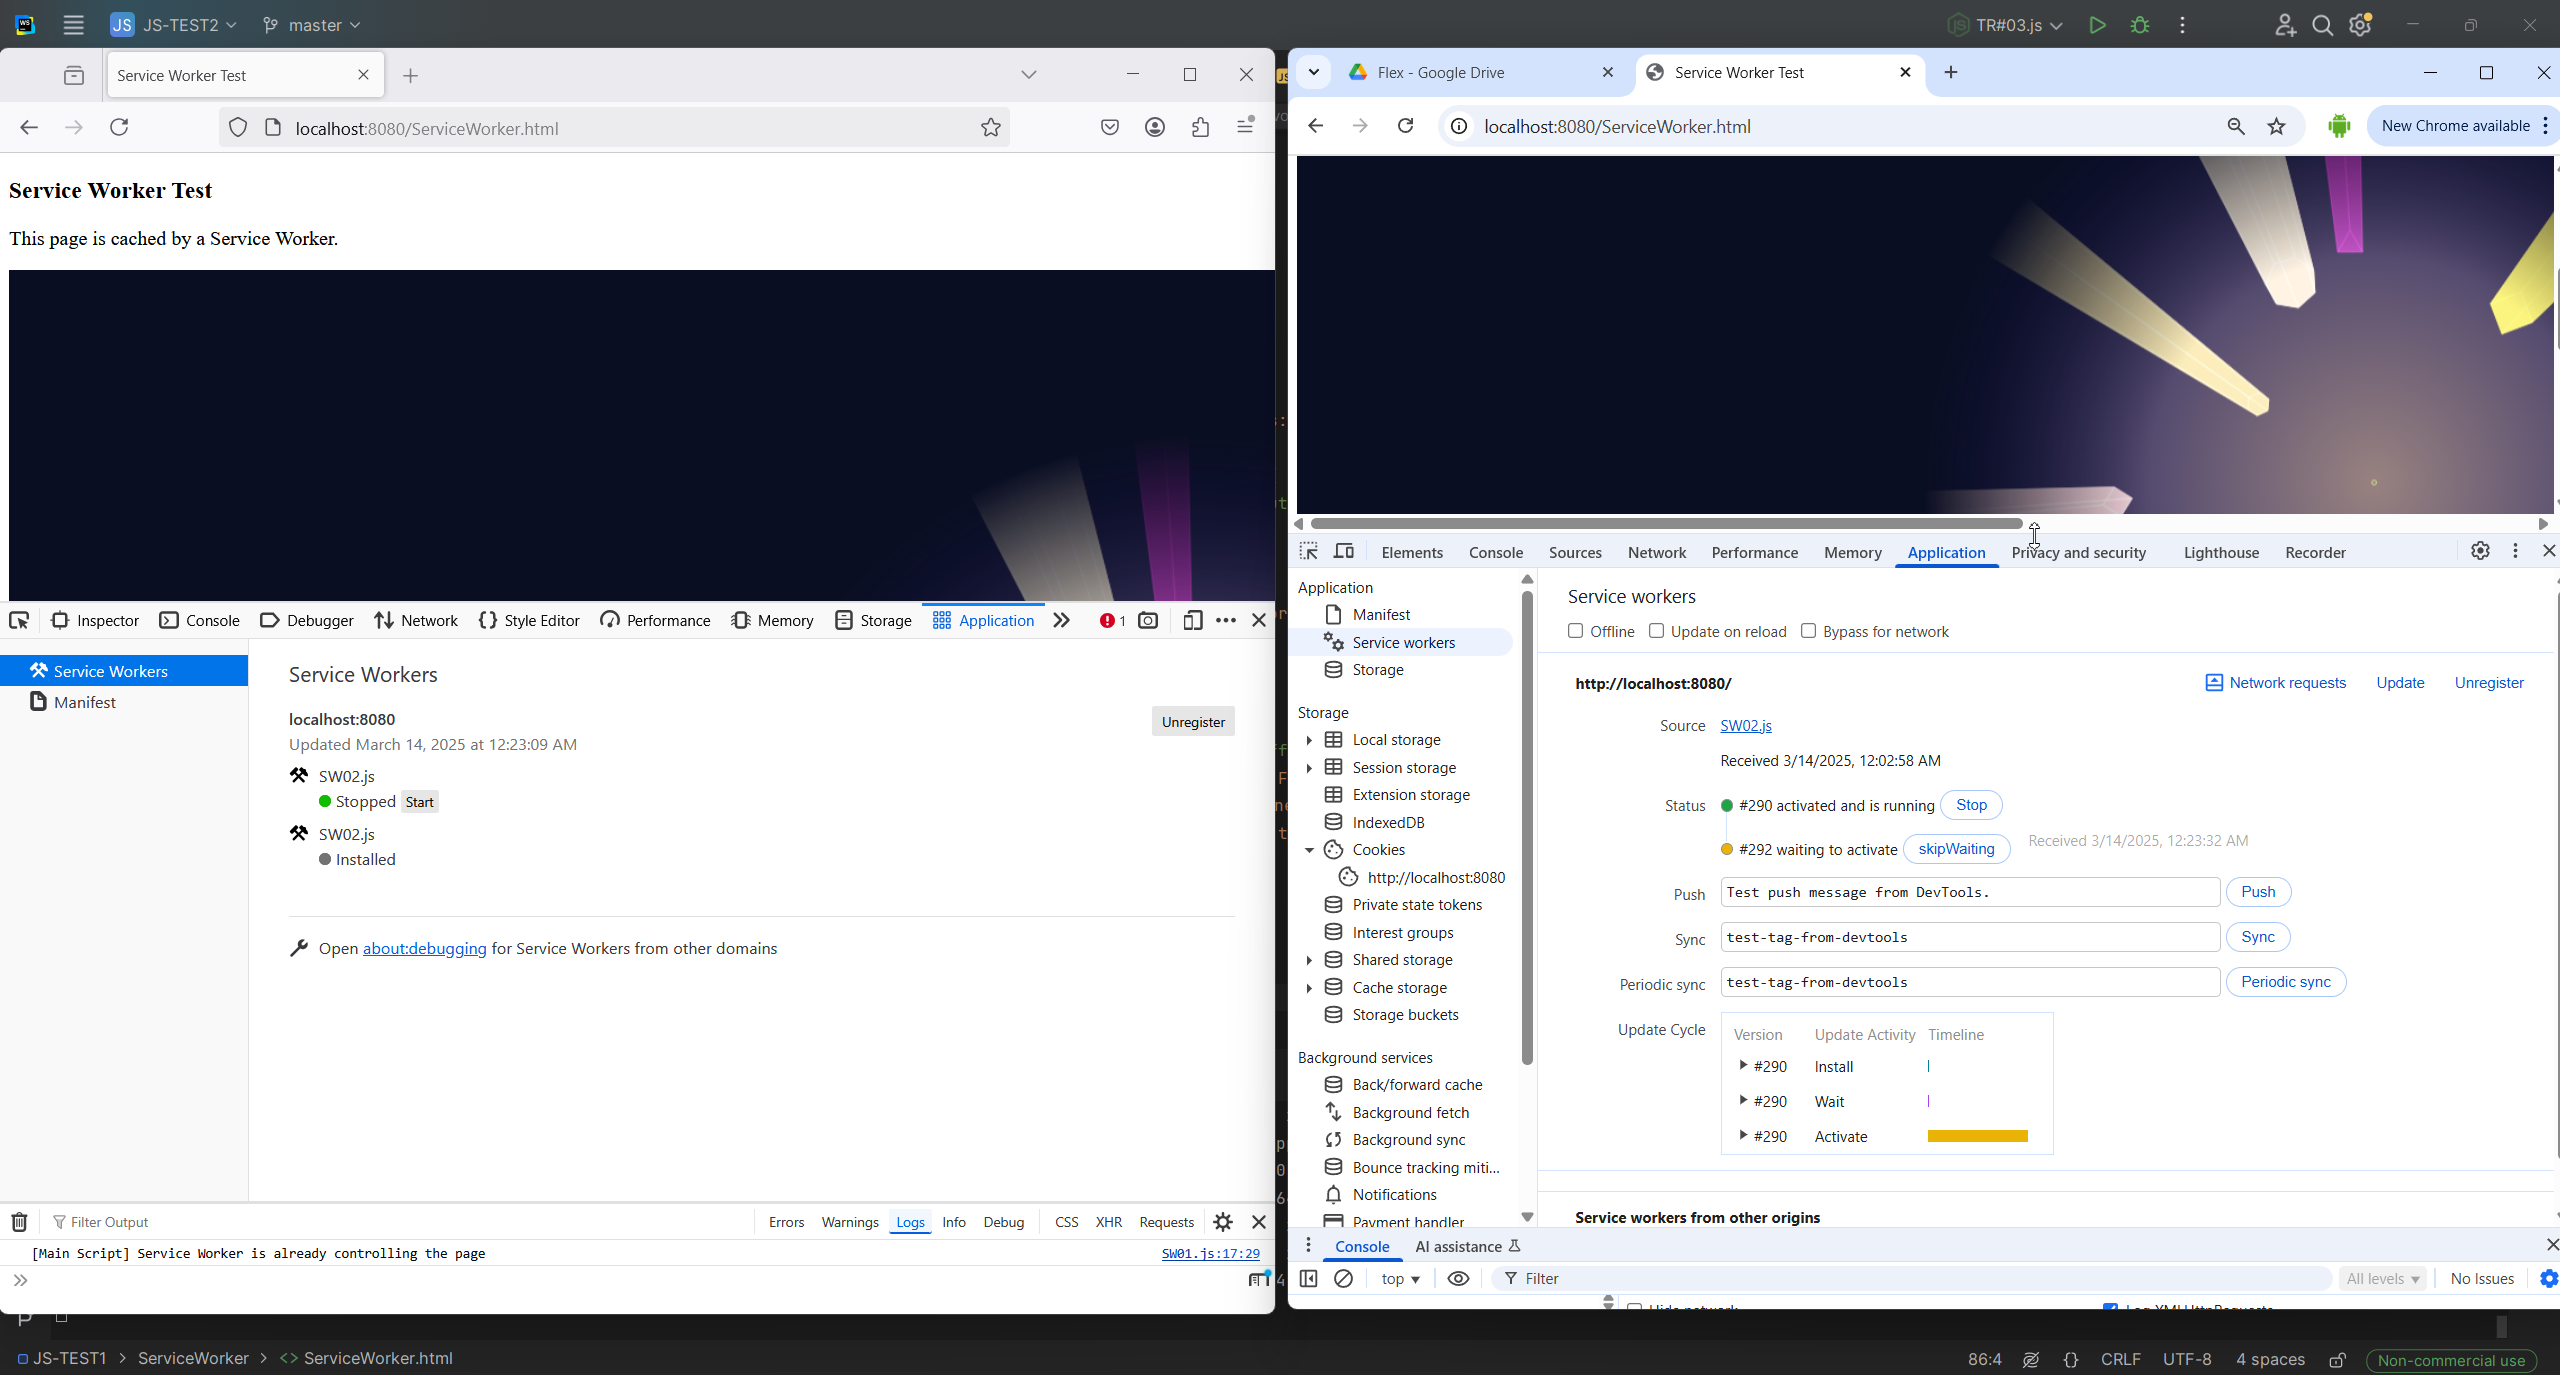 JS JS-TEST2 master TR#03.js
Service Worker Test
localhost:8080/ServiceWorker.html
Service Worker Test
This page is cached by a Service Worker.
Inspector Console Debugger Network Style Editor Performance Memory Storage Application 1
Service Workers
Manifest
Service Workers
localhost:8080
Unregister
Updated March 14, 2025 at 12:23:09 AM
SW02.js
Stopped Start
SW02.js
Installed
Open about:debugging for Service Workers from other domains
Filter Output Errors Warnings Logs Info Debug CSS XHR Requests
[Main Script] Service Worker is already controlling the page SW01.js:17:29
Flex - Google Drive Service Worker Test
localhost:8080/ServiceWorker.html New Chrome available
Elements Console Sources Network Performance Memory Application Privacy and security Lighthouse Recorder
Application
Manifest
Service workers
Storage
Storage
Local storage
Session storage
Extension storage
IndexedDB
Cookies
http://localhost:8080
Private state tokens
Interest groups
Shared storage
Cache storage
Storage buckets
Background services
Back/forward cache
Background fetch
Background sync
Bounce tracking miti...
Notifications
Payment handler
Service workers
Offline Update on reload Bypass for network
http://localhost:8080/ Network requests Update Unregister
Source SW02.js
Received 3/14/2025, 12:02:58 AM
Status #290 activated and is running Stop
#292 waiting to activate skipWaiting Received 3/14/2025, 12:23:32 AM
Push Test push message from DevTools. Push
Sync test-tag-from-devtools Sync
Periodic sync test-tag-from-devtools Periodic sync
Update Cycle Version Update Activity Timeline
#290 Install
#290 Wait
#290 Activate
Service workers from other origins
Console AI assistance
top Filter All levels No Issues
Hide network Log XMLHttpRequests
JS-TEST1 > ServiceWorker > <> ServiceWorker.html 86:4 {} CRLF UTF-8 4 spaces Non-commercial use